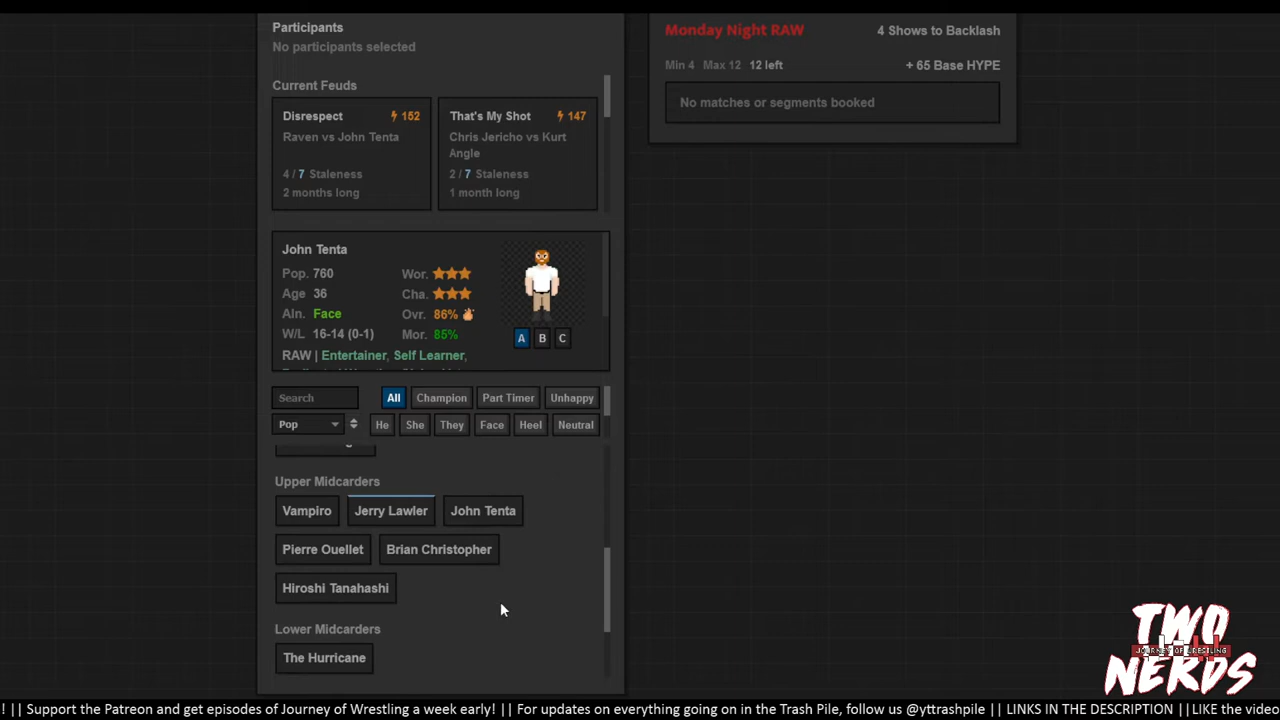 Participants
No participants selected
Current Feuds
Disrespect 152
Raven vs John Tenta
4 / 7 Staleness
2 months long
That's My Shot 147
Chris Jericho vs Kurt
Angle
2 / 7 Staleness
1 month long
John Tenta
Pop. 760
Age 36
Aln. Face
W/L 16-14 (0-1)
Wor.
Cha.
Ovr. 86%
Mor. 85%
A B C
RAW | Entertainer, Self Learner,
Search
All Champion Part Timer Unhappy
Pop
He She They Face Heel Neutral
Upper Midcarders
Vampiro Jerry Lawler John Tenta
Pierre Ouellet Brian Christopher
Hiroshi Tanahashi
Lower Midcarders
The Hurricane
Monday Night RAW 4 Shows to Backlash
Min 4 Max 12 12 left + 65 Base HYPE
No matches or segments booked
TWO
JOURNEY OF WRESTLING
NERDS
! || Support the Patreon and get episodes of Journey of Wrestling a week early! || For updates on everything going on in the Trash Pile, follow us @yttrashpile || LINKS IN THE DESCRIPTION || LIKE the video